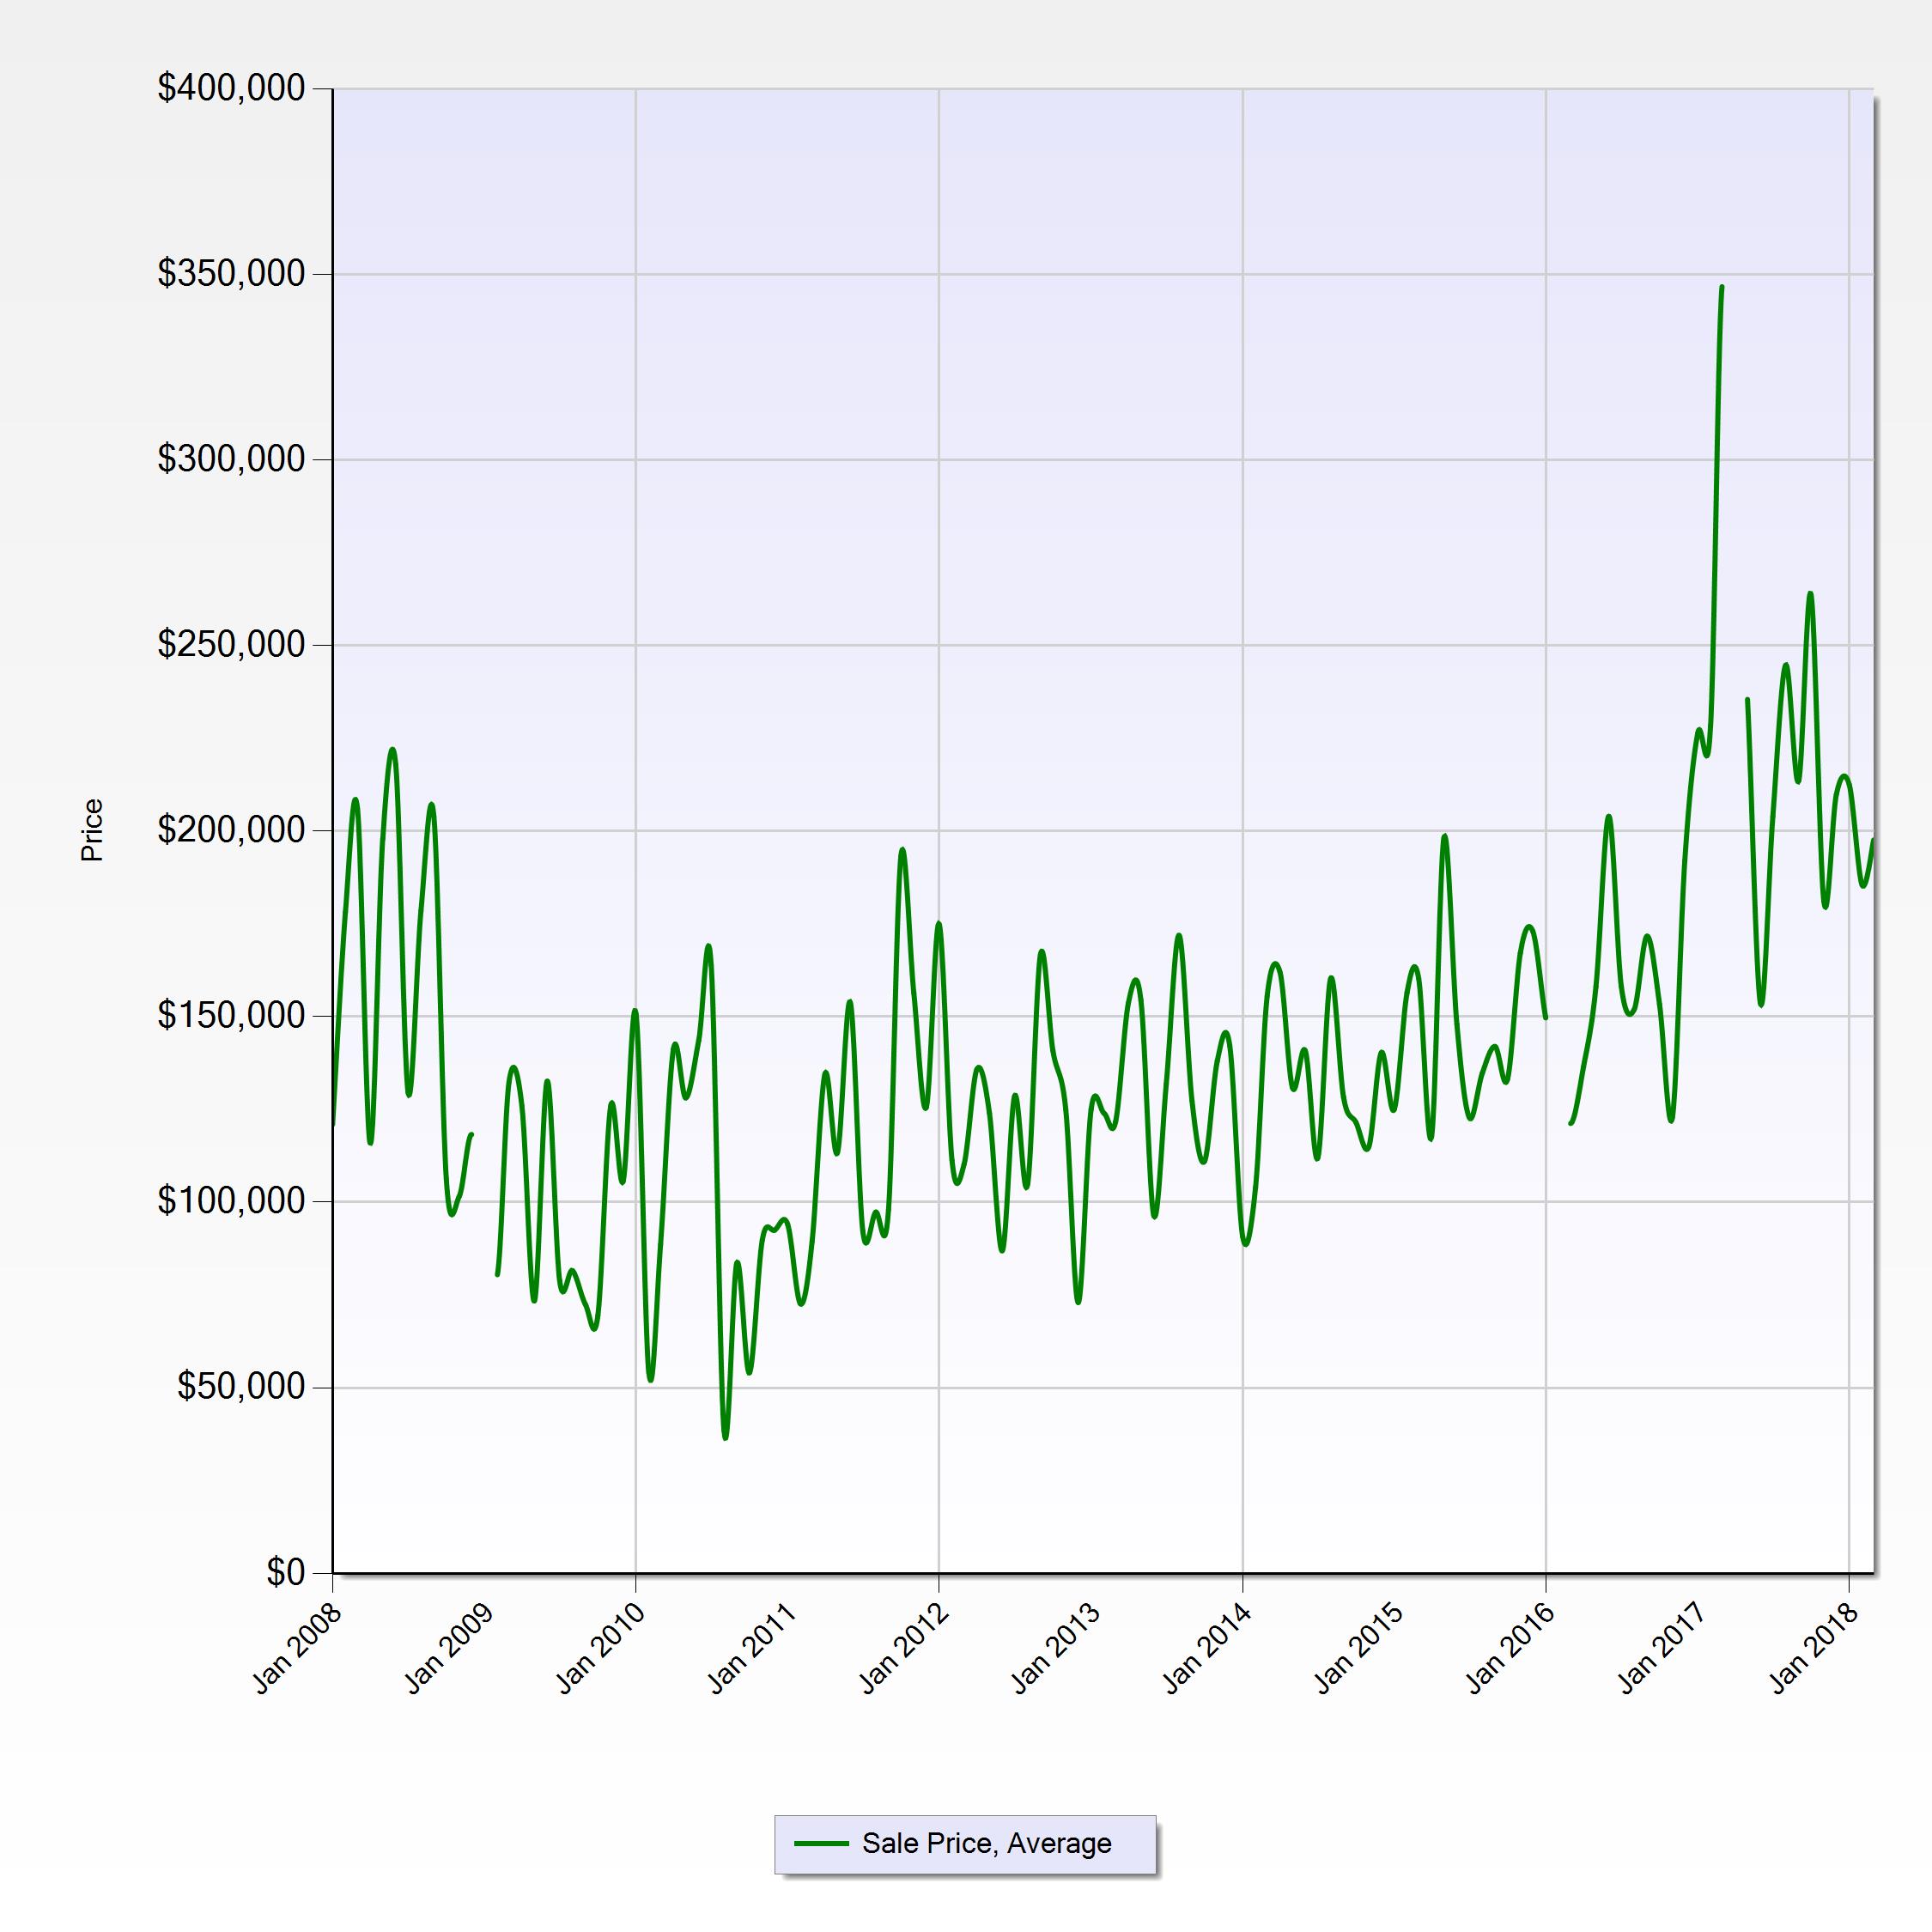 $400,000
$350,000
$300,000
$250,000
$200,000
$150,000
$100,000
$50,000
$0
Price
Jan 2008
Jan 2009
Jan 2010
Jan 2011
Jan 2012
Jan 2013
Jan 2014
Jan 2015
Jan 2016
Jan 2017
Jan 2018
Sale Price, Average